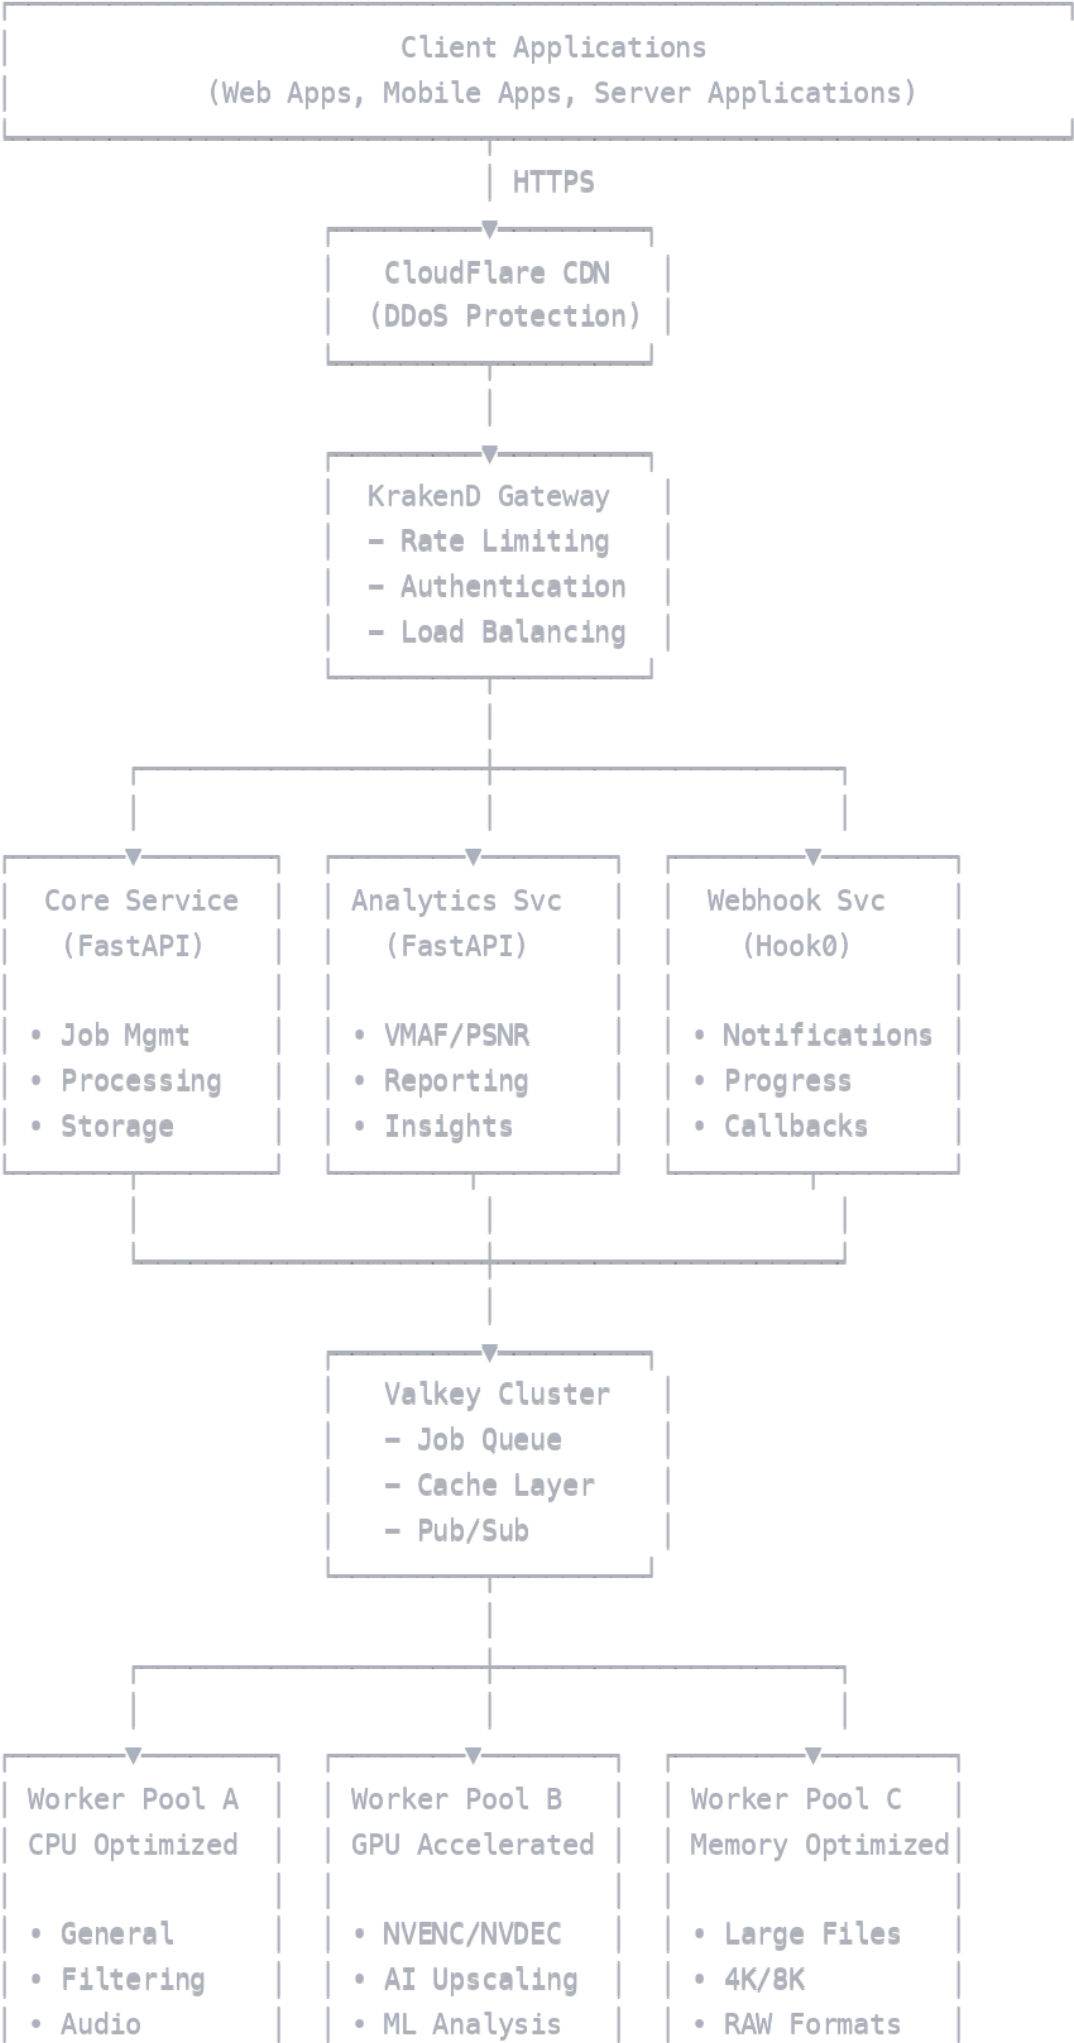 Client Applications
(Web Apps, Mobile Apps, Server Applications)
HTTPS
CloudFlare CDN
(DDoS Protection)
KrakenD Gateway
– Rate Limiting
– Authentication
– Load Balancing
Core Service
(FastAPI)
• Job Mgmt
• Processing
• Storage
Analytics Svc
(FastAPI)
• VMAF/PSNR
• Reporting
• Insights
Webhook Svc
(Hook0)
• Notifications
• Progress
• Callbacks
Valkey Cluster
– Job Queue
– Cache Layer
– Pub/Sub
Worker Pool A
CPU Optimized
• General
• Filtering
• Audio
Worker Pool B
GPU Accelerated
• NVENC/NVDEC
• AI Upscaling
• ML Analysis
Worker Pool C
Memory Optimized
• Large Files
• 4K/8K
• RAW Formats